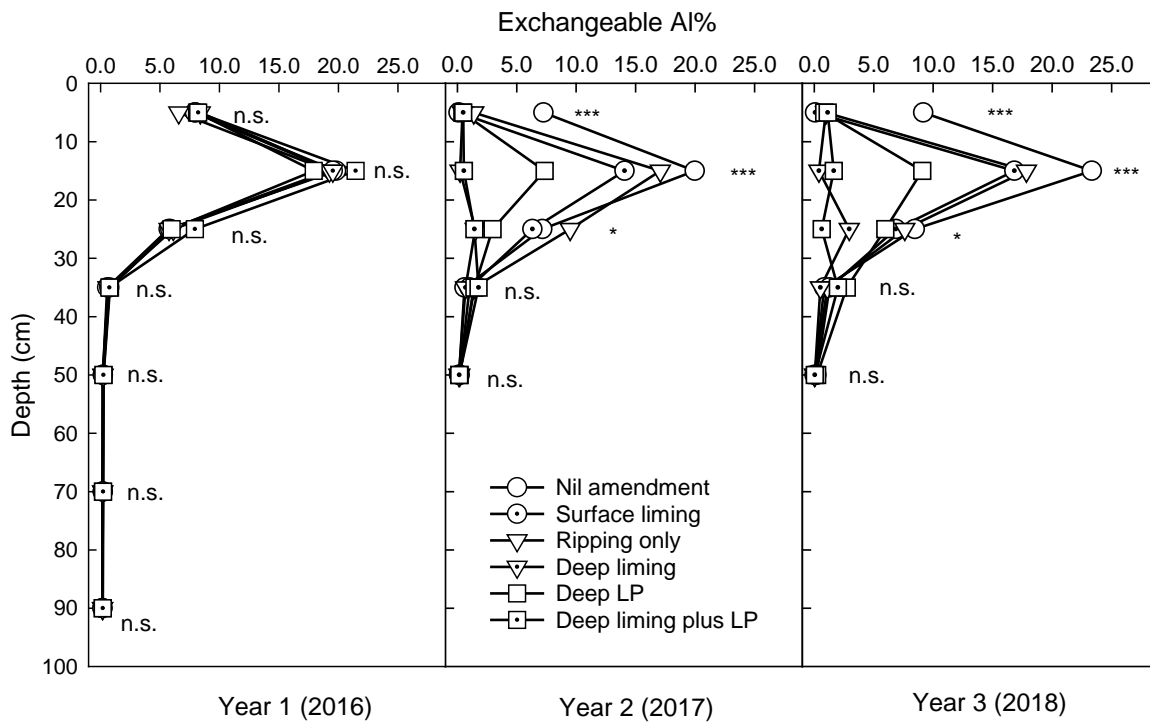 Exchangeable Al%
0.0 5.0 10.0 15.0 20.0 25.0 0.0 5.0 10.0 15.0 20.0 25.0 0.0 5.0 10.0 15.0 20.0 25.0
0
n.s. *** ***
10
n.s. *** ***
20
n.s. * *
30
n.s. n.s. n.s.
40
50
n.s. n.s. n.s.
60
70
n.s.
80
90
n.s.
100
Depth (cm)
Nil amendment
Surface liming
Ripping only
Deep liming
Deep LP
Deep liming plus LP
Year 1 (2016) Year 2 (2017) Year 3 (2018)